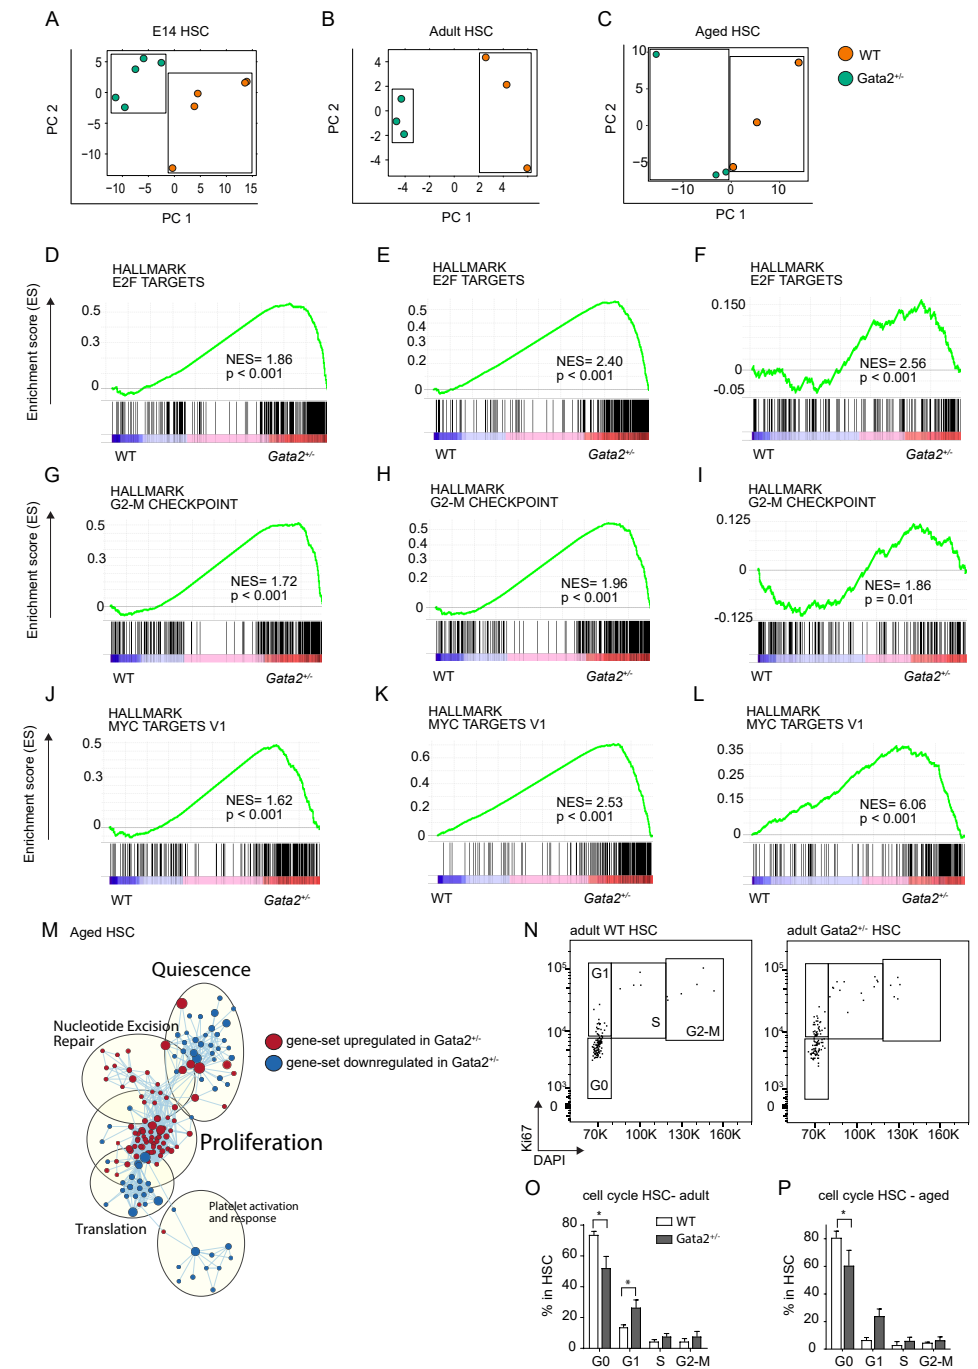 A
E14 HSC
PC 2
5
0
−5
−10
−10
−5
0
5
10
15
PC 1
B
Adult HSC
PC 2
4
2
0
-2
-4
-4
-2
0
2
4
6
PC 1
C
Aged HSC
PC 2
10
5
0
−5
−10
0
10
PC 1
WT
Gata2+/-
D
HALLMARK
E2F TARGETS
Enrichment score (ES)
0.5
0.3
0
NES= 1.86
p < 0.001
WT
Gata2+/-
E
HALLMARK
E2F TARGETS
0.5
0.4
0.2
0
NES= 2.40
p < 0.001
WT
Gata2+/-
F
HALLMARK
E2F TARGETS
0.150
0
-0.05
NES= 2.56
p < 0.001
WT
Gata2+/-
G
HALLMARK
G2-M CHECKPOINT
Enrichment score (ES)
0.5
0.3
0
NES= 1.72
p < 0.001
WT
Gata2+/-
H
HALLMARK
G2-M CHECKPOINT
0.5
0.3
0.2
0
NES= 1.96
p < 0.001
WT
Gata2+/-
I
HALLMARK
G2-M CHECKPOINT
0.125
0
-0.125
NES= 1.86
p = 0.01
WT
Gata2+/-
J
HALLMARK
MYC TARGETS V1
Enrichment score (ES)
0.5
0.3
0
NES= 1.62
p < 0.001
WT
Gata2+/-
K
HALLMARK
MYC TARGETS V1
0.6
0.4
0.2
0
NES= 2.53
p < 0.001
WT
Gata2+/-
L
HALLMARK
MYC TARGETS V1
0.35
0.25
0.15
0
NES= 6.06
p < 0.001
WT
Gata2+/-
M
Aged HSC
Quiescence
Nucleotide Excision
Repair
gene-set upregulated in Gata2+/-
gene-set downregulated in Gata2+/-
Proliferation
Translation
Platelet activation
and response
N
adult WT HSC
10⁵
10⁴
10³
0
G1
S
G2-M
G0
70K
100K
130K
160K
Ki67
DAPI
adult Gata2+/- HSC
10⁵
10⁴
10³
0
70K
100K
130K
160K
O
cell cycle HSC- adult
% in HSC
80
60
40
20
0
*
*
WT
Gata2+/-
G0
G1
S
G2-M
P
cell cycle HSC - aged
% in HSC
80
60
40
20
0
*
G0
G1
S
G2-M